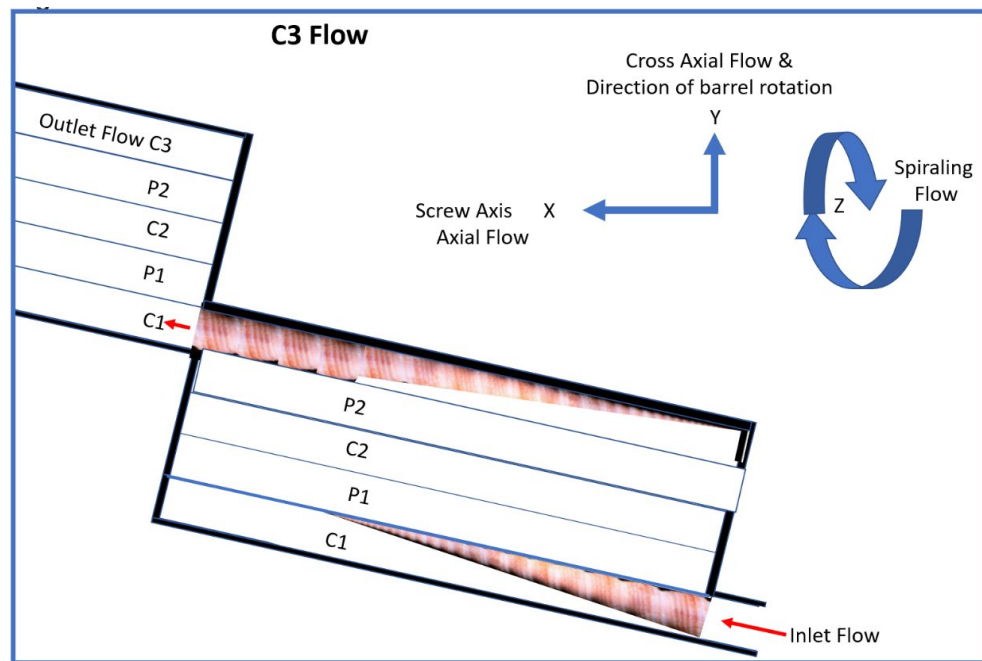 C3 Flow
Cross Axial Flow &
Direction of barrel rotation
Y
Outlet Flow C3
P2
C2
P1
C1
Screw Axis X
Axial Flow
Z
Spiraling
Flow
P2
C2
P1
C1
Inlet Flow